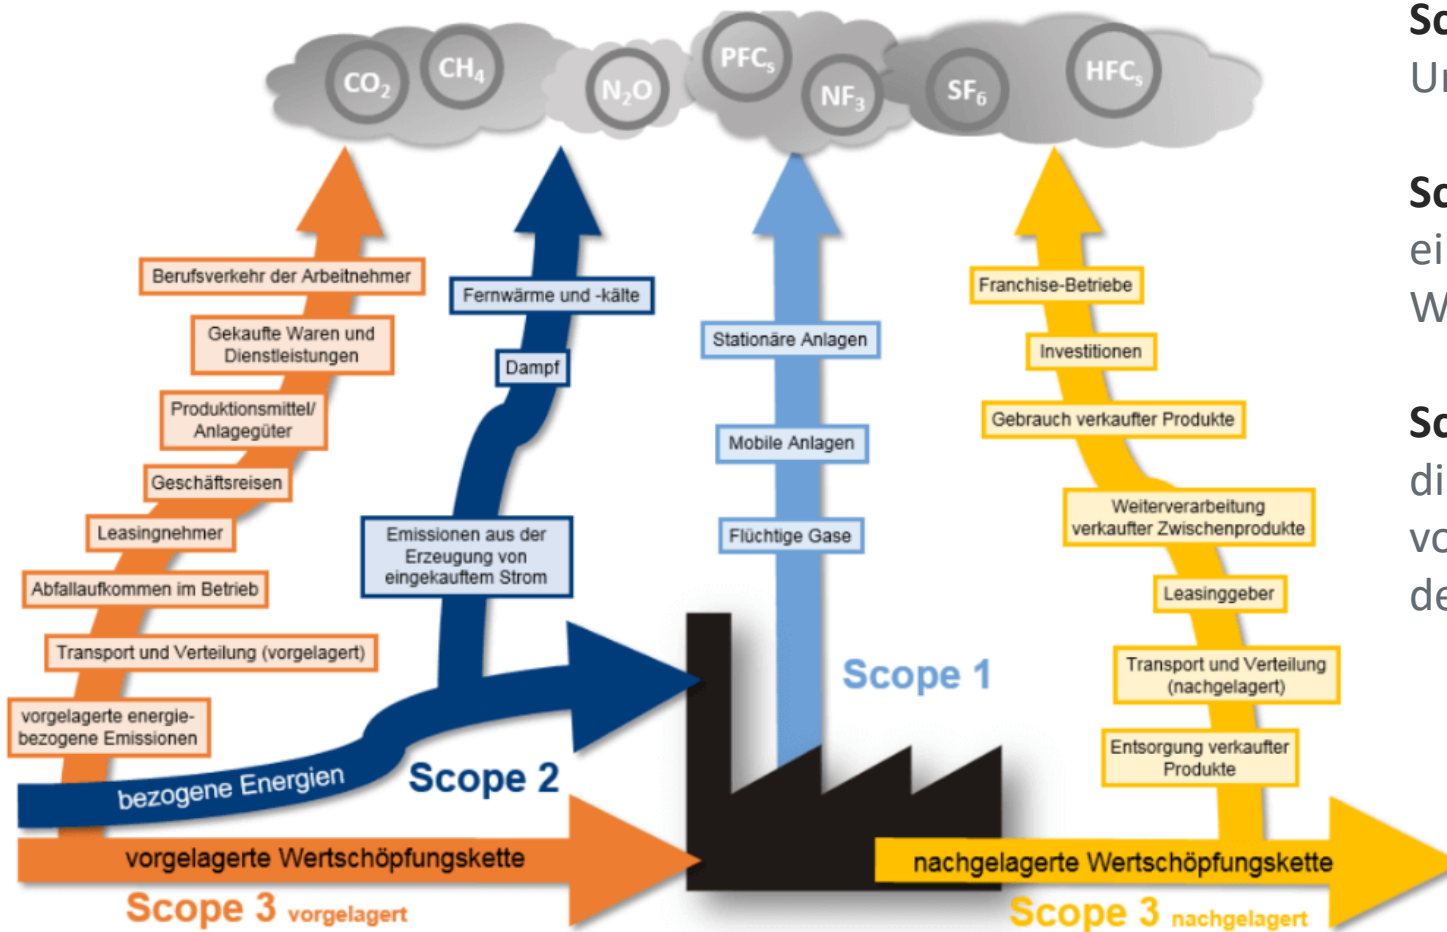 CO₂
CH₄
N₂O
PFCₛ
NF₃
SF₆
HFCₛ
Berufsverkehr der Arbeitnehmer
Gekaufte Waren und
Dienstleistungen
Produktionsmittel/
Anlagegüter
Geschäftsreisen
Leasingnehmer
Abfallaufkommen im Betrieb
Transport und Verteilung (vorgelagert)
vorgelagerte energie-
bezogene Emissionen
Fernwärme und -kälte
Dampf
Emissionen aus der
Erzeugung von
eingekauftem Strom
bezogene Energien
Scope 2
vorgelagerte Wertschöpfungskette
Scope 3 vorgelagert
Stationäre Anlagen
Mobile Anlagen
Flüchtige Gase
Scope 1
Franchise-Betriebe
Investitionen
Gebrauch verkaufter Produkte
Weiterverarbeitung
verkaufter Zwischenprodukte
Leasinggeber
Transport und Verteilung
(nachgelagert)
Entsorgung verkaufter
Produkte
nachgelagerte Wertschöpfungskette
Scope 3 nachgelagert